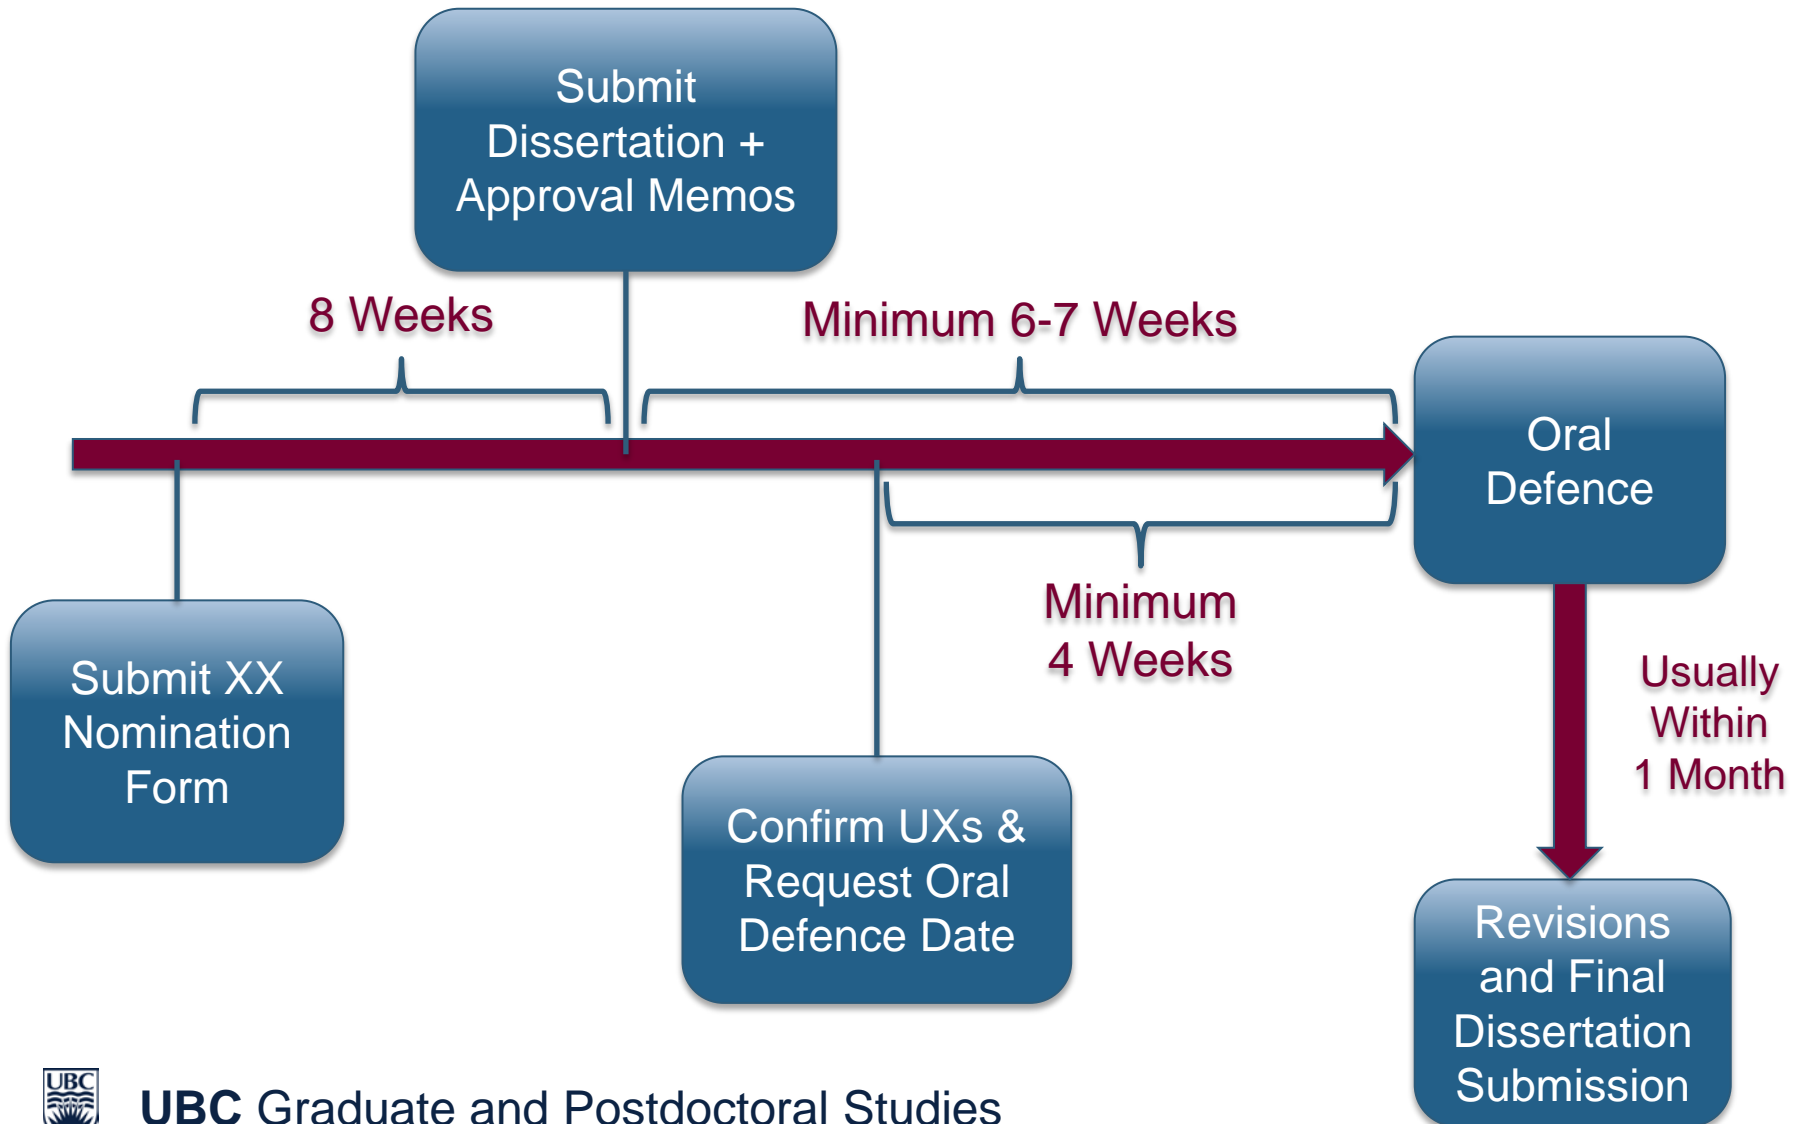 Submit
Dissertation +
Approval Memos
8 Weeks
Minimum 6-7 Weeks
Oral
Defence
Minimum
4 Weeks
Submit XX
Nomination
Form
Usually
Within
1 Month
Confirm UXs &
Request Oral
Defence Date
Revisions
and Final
Dissertation
Submission
UBC
UBC Graduate and Postdoctoral Studies